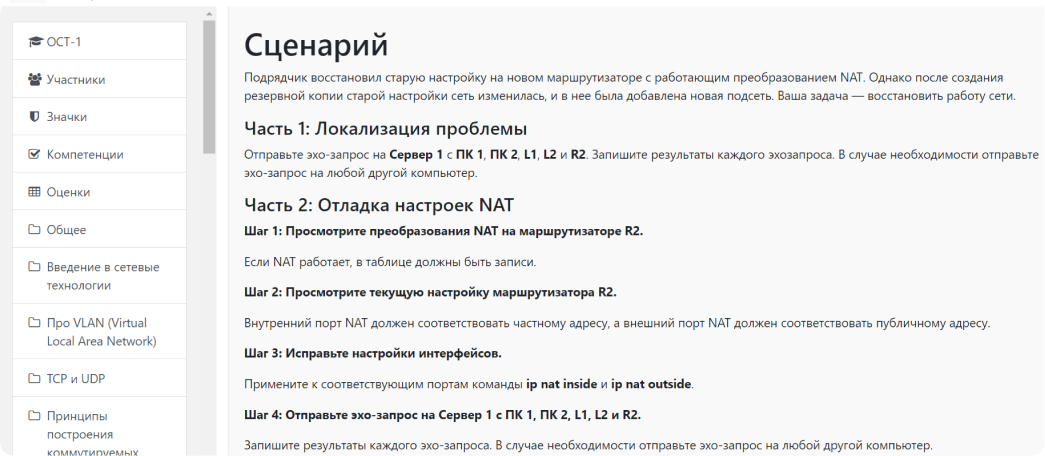 ОСТ-1
Участники
Значки
Компетенции
Оценки
Общее
Введение в сетевые
технологии
Про VLAN (Virtual
Local Area Network)
TCP и UDP
Принципы
построения
коммутируемых
Сценарий
Подрядчик восстановил старую настройку на новом маршрутизаторе с работающим преобразованием NAT. Однако после создания
резервной копии старой настройки сеть изменилась, и в нее была добавлена новая подсеть. Ваша задача — восстановить работу сети.
Часть 1: Локализация проблемы
Отправьте эхо-запрос на Сервер 1 с ПК 1, ПК 2, L1, L2 и R2. Запишите результаты каждого эхозапроса. В случае необходимости отправьте
эхо-запрос на любой другой компьютер.
Часть 2: Отладка настроек NAT
Шаг 1: Просмотрите преобразования NAT на маршрутизаторе R2.
Если NAT работает, в таблице должны быть записи.
Шаг 2: Просмотрите текущую настройку маршрутизатора R2.
Внутренний порт NAT должен соответствовать частному адресу, а внешний порт NAT должен соответствовать публичному адресу.
Шаг 3: Исправьте настройки интерфейсов.
Примените к соответствующим портам команды ip nat inside и ip nat outside.
Шаг 4: Отправьте эхо-запрос на Сервер 1 с ПК 1, ПК 2, L1, L2 и R2.
Запишите результаты каждого эхо-запроса. В случае необходимости отправьте эхо-запрос на любой другой компьютер.